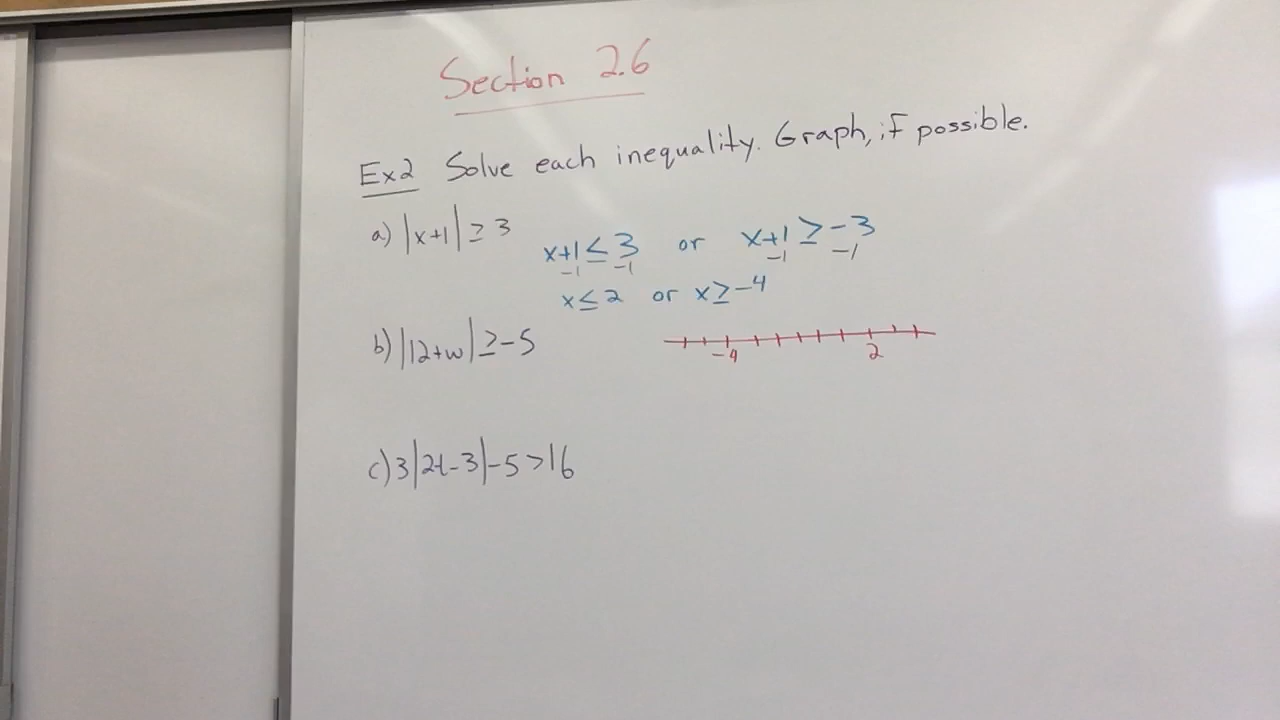 Section 2.6
Ex2 Solve each inequality. Graph, if possible.
a) |x+1| ≥ 3
x+1 ≤ 3 or x+1 ≥ -3
-1 -1 -1 -1
x ≤ 2 or x ≥ -4
b) |12+w| ≥ -5
-4 2
c) 3|2t-3|-5 > 16